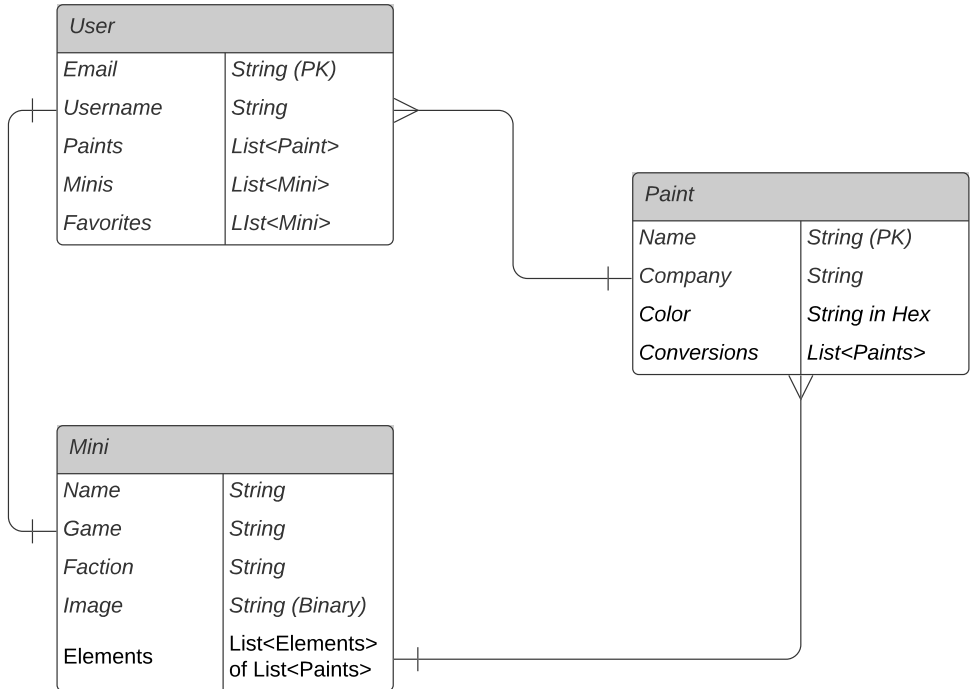 User
Email String (PK)
Username String
Paints List<Paint>
Minis List<Mini>
Favorites LIst<Mini>
Paint
Name String (PK)
Company String
Color String in Hex
Conversions List<Paints>
Mini
Name String
Game String
Faction String
Image String (Binary)
Elements List<Elements>
of List<Paints>